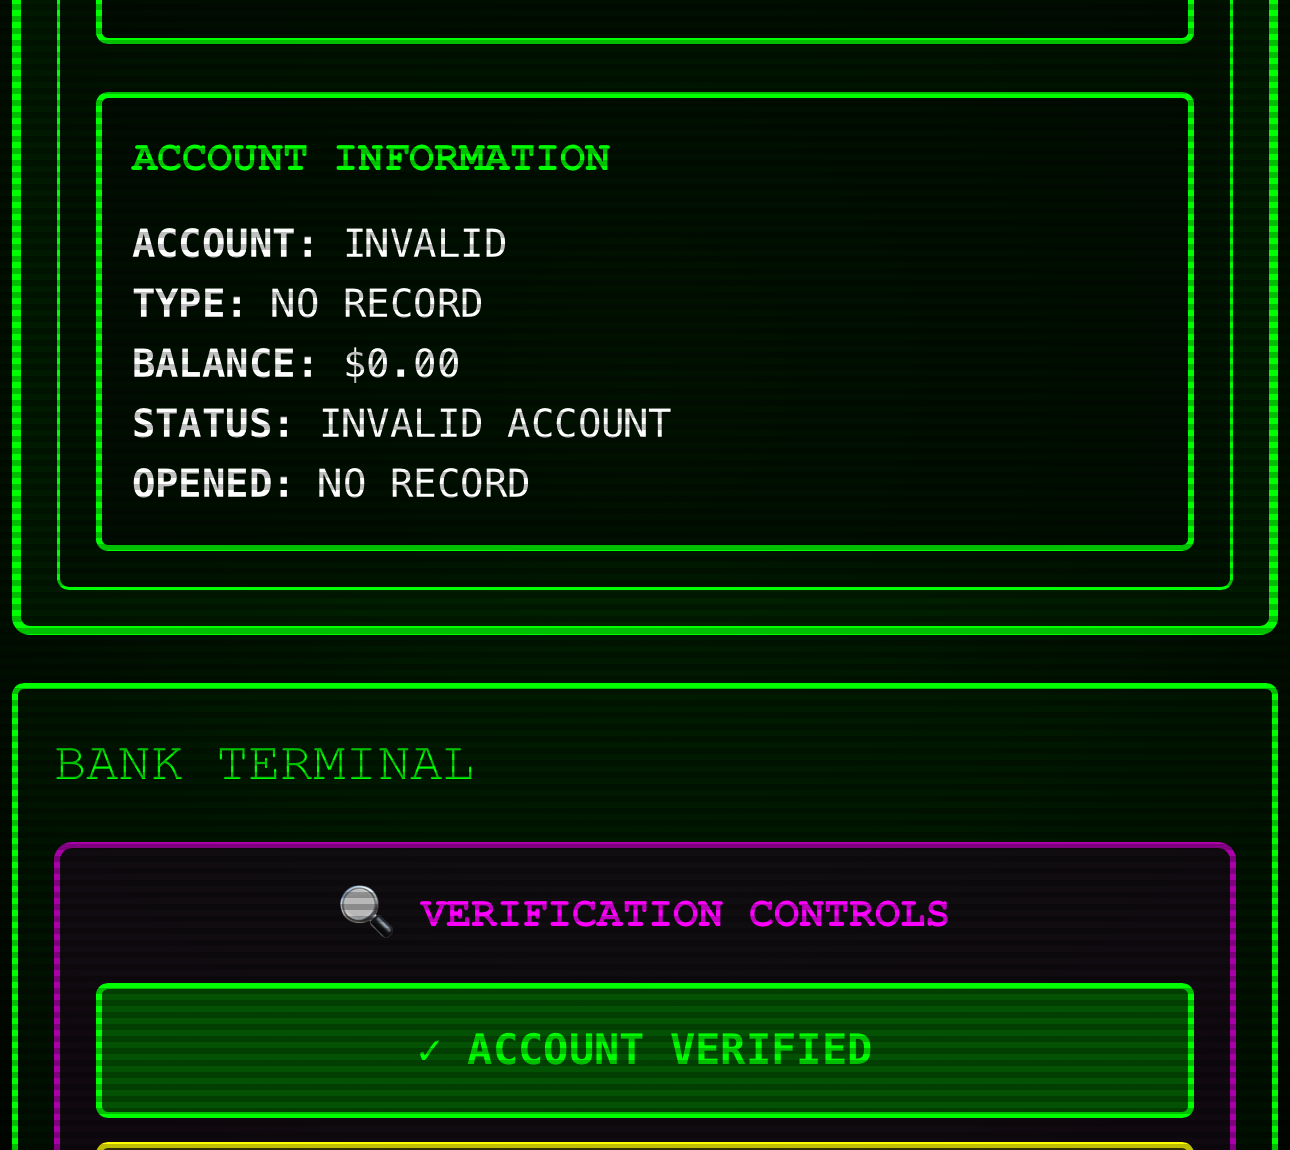 ACCOUNT INFORMATION
ACCOUNT: INVALID
TYPE: NO RECORD
BALANCE: $0.00
STATUS: INVALID ACCOUNT
OPENED: NO RECORD
BANK TERMINAL
🔍 VERIFICATION CONTROLS
✓ ACCOUNT VERIFIED